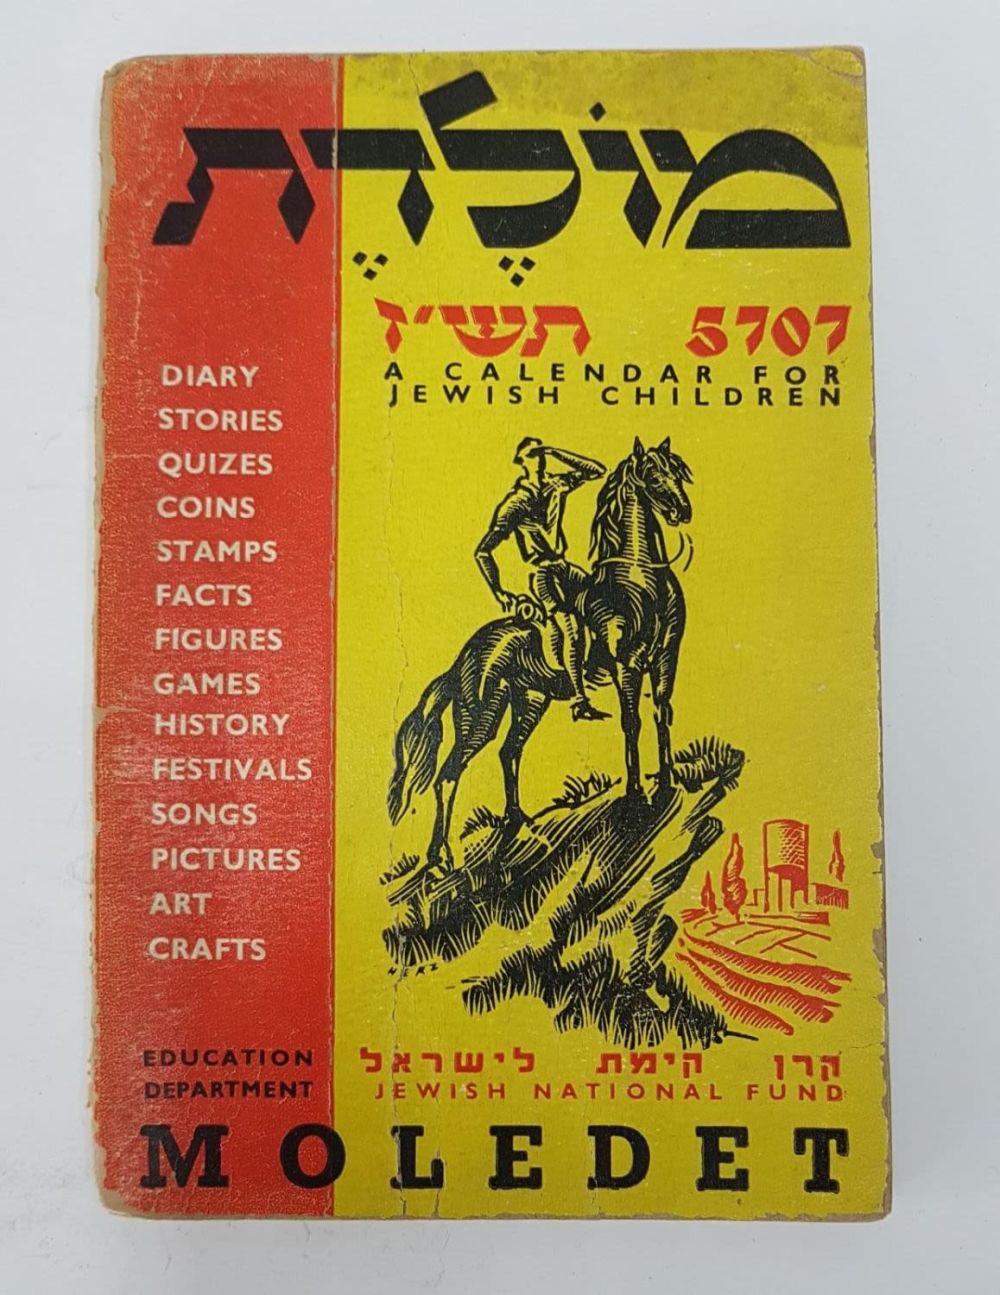 מוֹלֶדֶת
תש״ז 5707
A CALENDAR FOR
JEWISH CHILDREN
DIARY
STORIES
QUIZES
COINS
STAMPS
FACTS
FIGURES
GAMES
HISTORY
FESTIVALS
SONGS
PICTURES
ART
CRAFTS
HERZ
EDUCATION
DEPARTMENT
קרן קימת לישראל
JEWISH NATIONAL FUND
MOLEDET